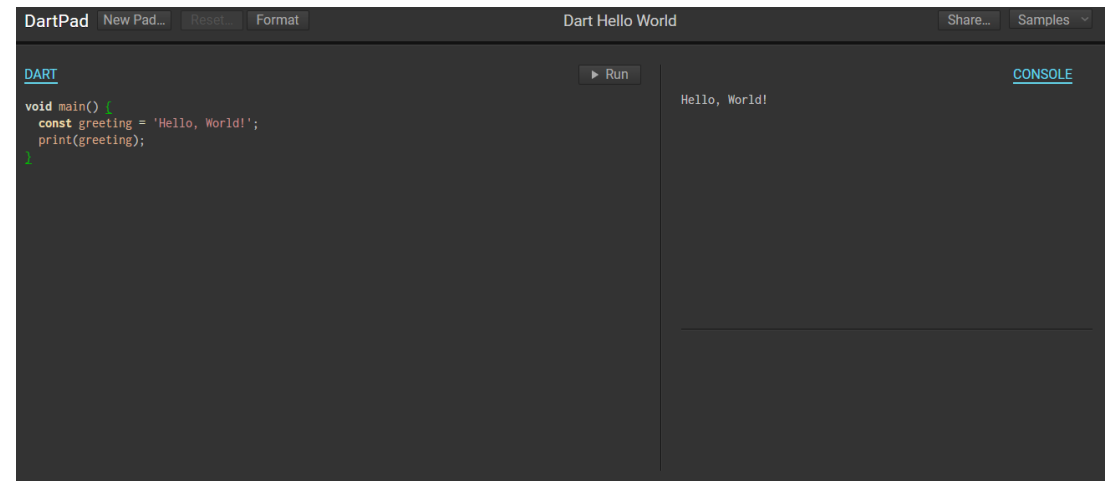 DartPad New Pad... Reset... Format Dart Hello World Share... Samples
DART Run CONSOLE
void main() {
  const greeting = 'Hello, World!';
  print(greeting);
}
Hello, World!